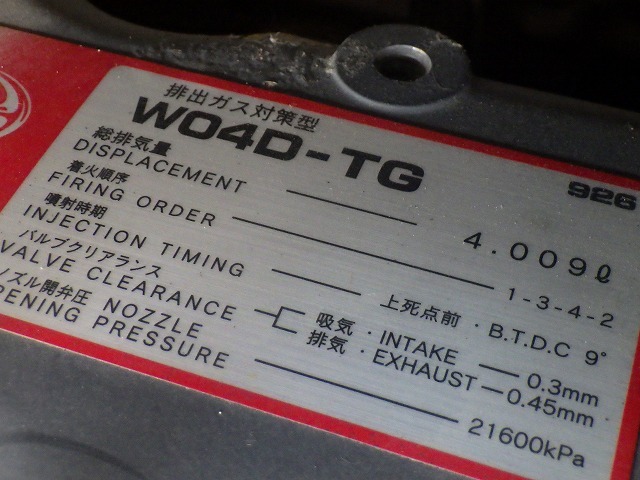 排出ガス対策型
W04D-TG 926
総排気量
DISPLACEMENT 4.009ℓ
着火順序
FIRING ORDER 1-3-4-2
噴射時期
INJECTION TIMING 上死点前・B.T.D.C 9°
バルブクリアランス 吸気・INTAKE 0.3mm
VALVE CLEARANCE 排気・EXHAUST 0.45mm
ノズル開弁圧 NOZZLE
PENING PRESSURE 21600kPa